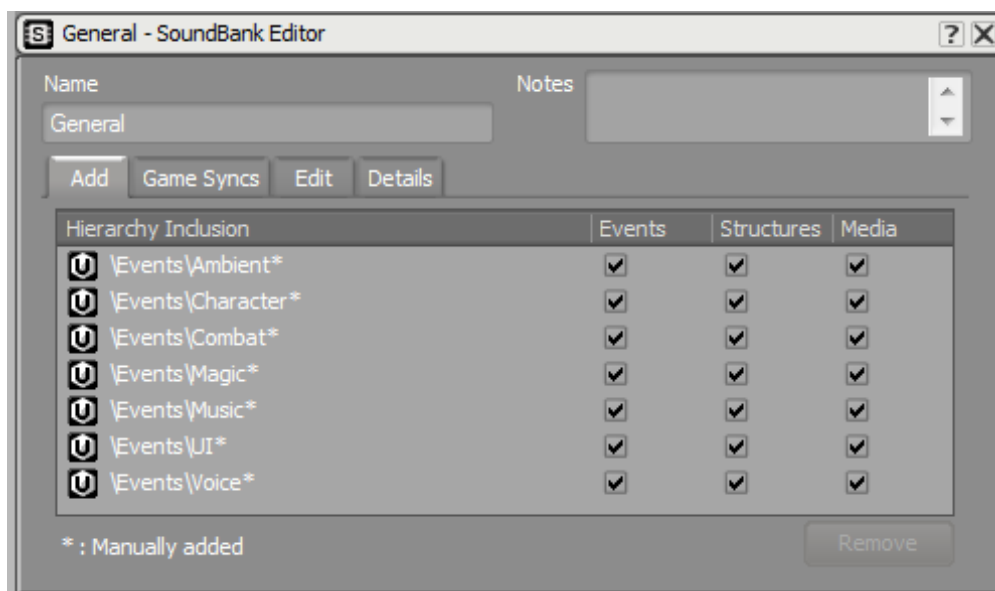 General - SoundBank Editor
Name
Notes
General
Add Game Syncs Edit Details
Hierarchy Inclusion Events Structures Media
\Events\Ambient*
\Events\Character*
\Events\Combat*
\Events\Magic*
\Events\Music*
\Events\UI*
\Events\Voice*
* : Manually added
Remove